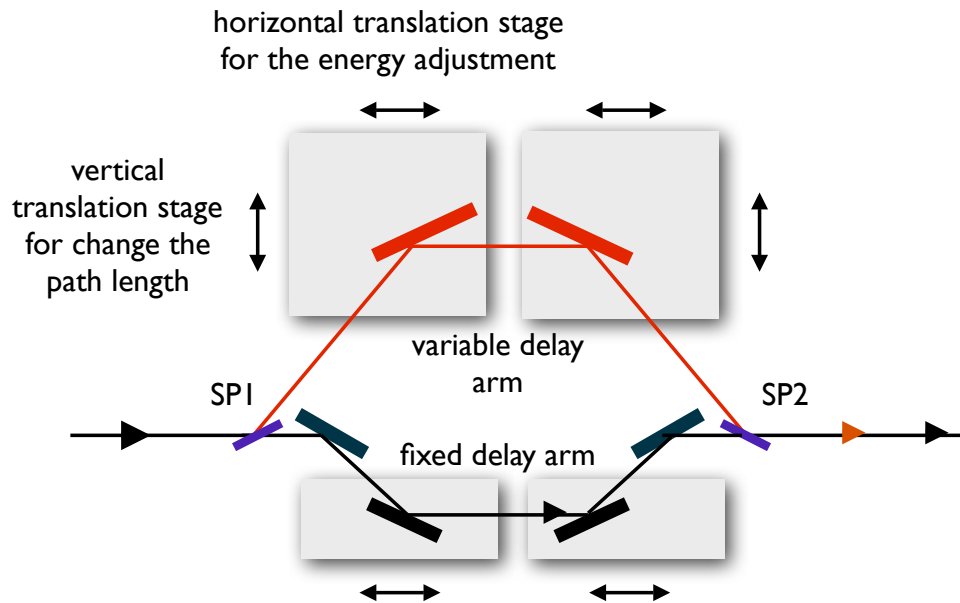 horizontal translation stage
for the energy adjustment
vertical
translation stage
for change the
path length
variable delay
arm
SP1
SP2
fixed delay arm